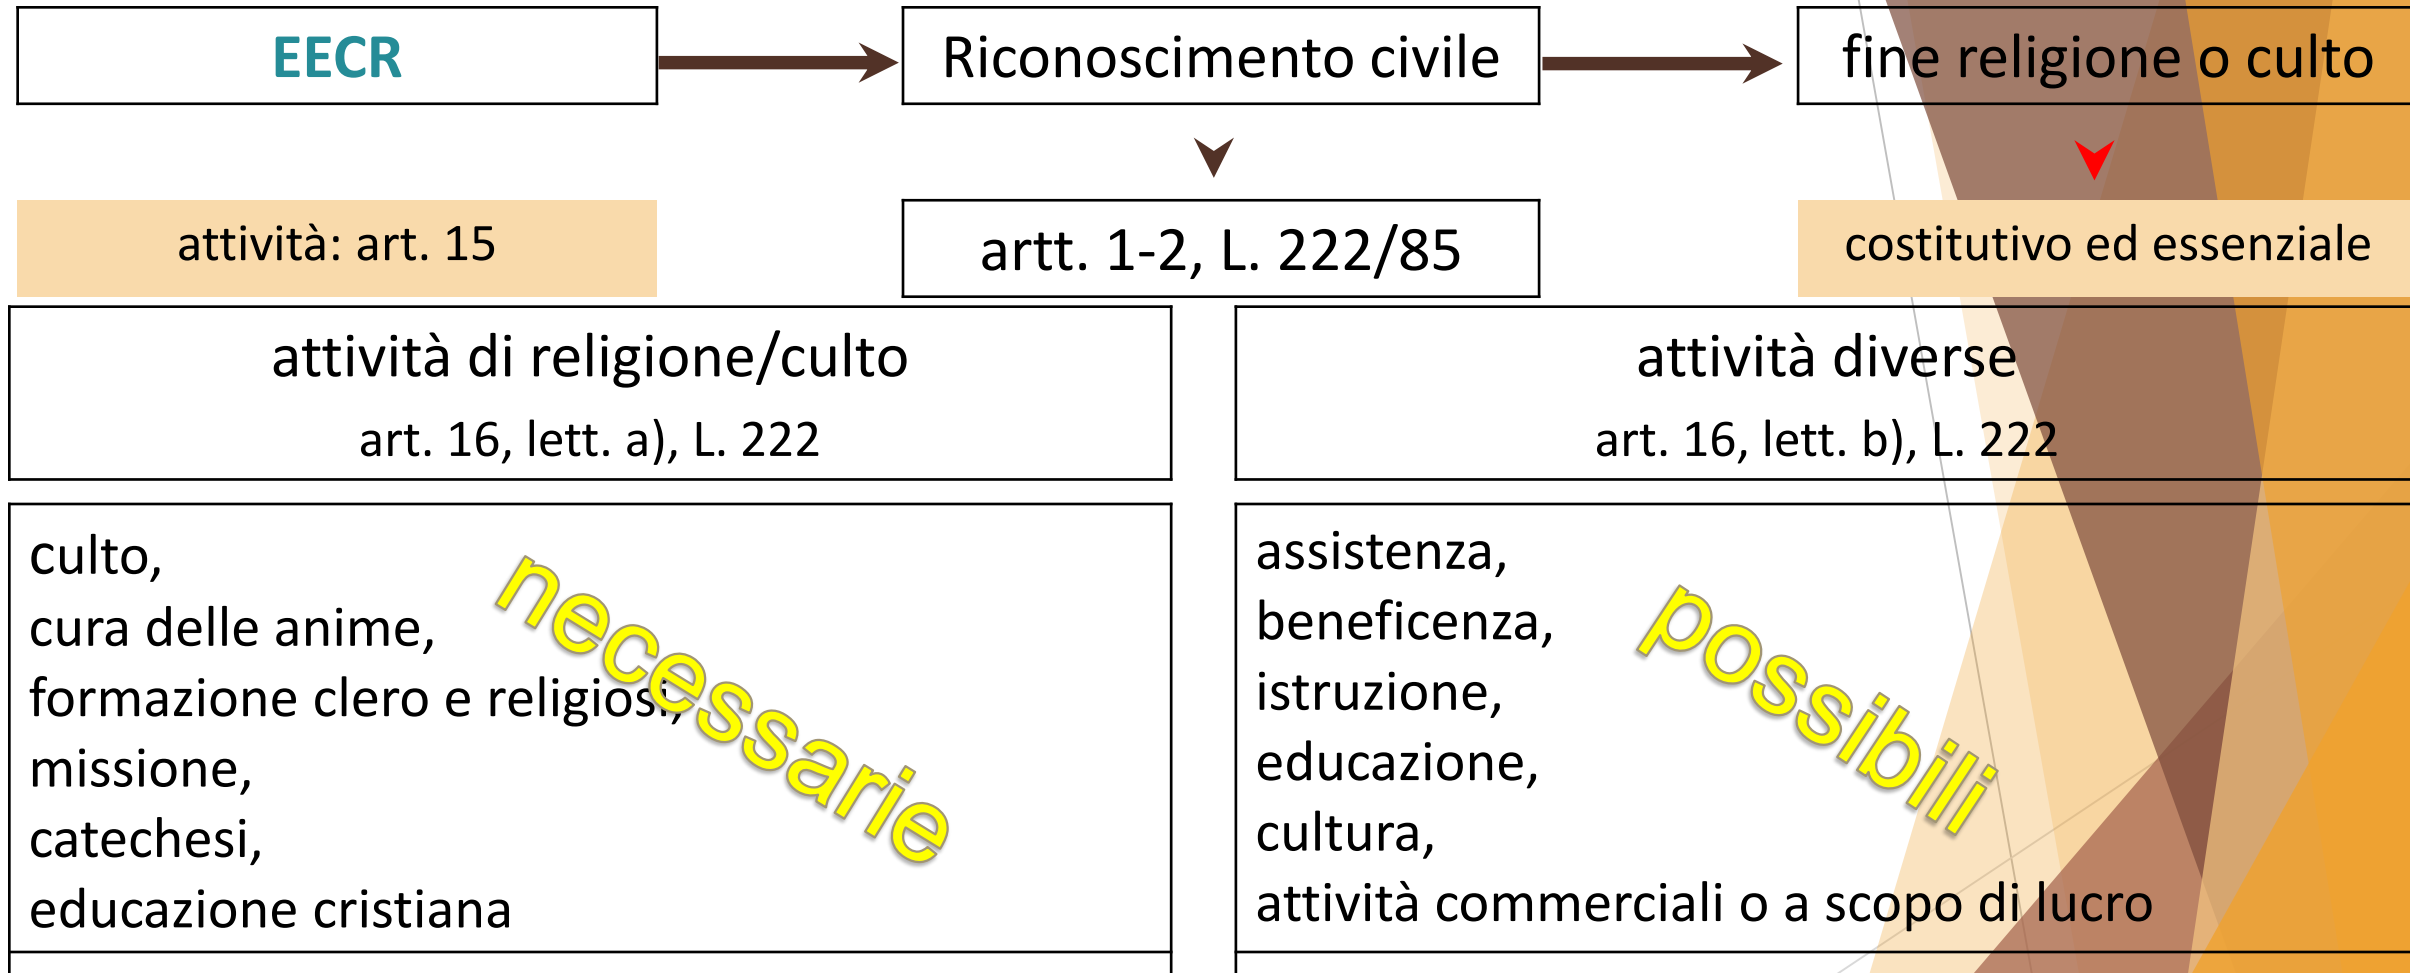 EECR
Riconoscimento civile
fine religione o culto
attività: art. 15
artt. 1-2, L. 222/85
costitutivo ed essenziale
attività di religione/culto
art. 16, lett. a), L. 222
attività diverse
art. 16, lett. b), L. 222
culto,
cura delle anime,
formazione clero e religiosi,
missione,
catechesi,
educazione cristiana
necessarie
assistenza,
beneficenza,
istruzione,
educazione,
cultura,
attività commerciali o a scopo di lucro
possibili